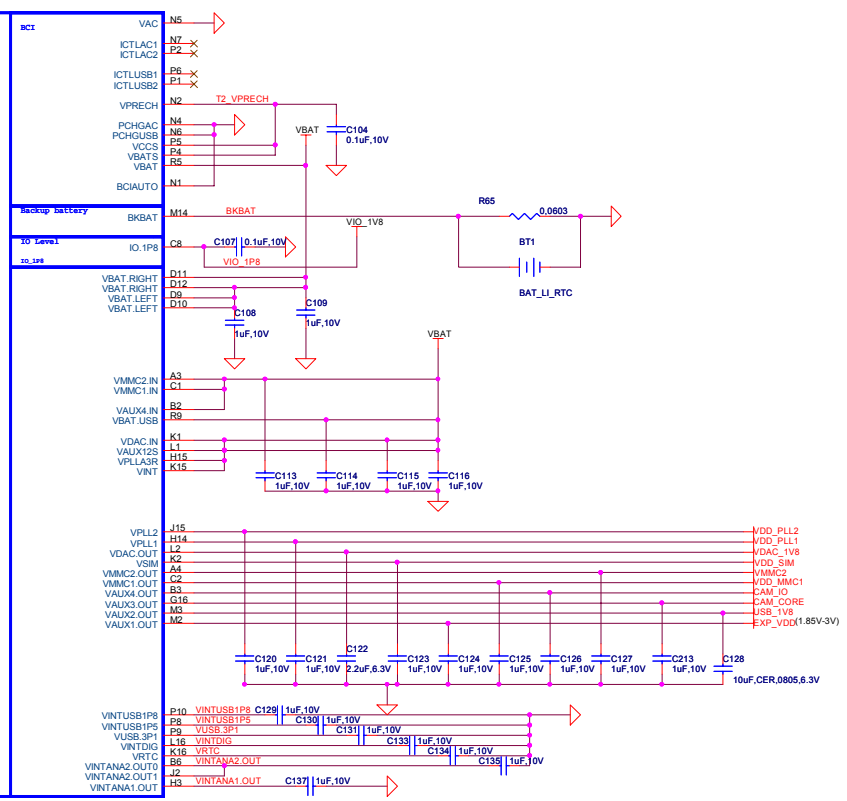 BCI
VAC N5
ICTLAC1 N7
ICTLAC2 P2
ICTLUSB1 P6
ICTLUSB2 P1
VPRECH N2 T2_VPRECH
PCHGAC N4
PCHGUSB N6
VCCS P5
VBATS P4
VBAT R5
BCIAUTO N1
VBAT
C104
0.1uF,10V
Backup battery
BKBAT M14 BKBAT
R65
0,0603
BT1
BAT_LI_RTC
IO Level
IO_1P8
IO.1P8 C8
C107 0.1uF,10V
VIO_1P8
VIO_1V8
VBAT.RIGHT D11
VBAT.RIGHT D12
VBAT.LEFT D9
VBAT.LEFT D10
C108
1uF,10V
C109
1uF,10V
VBAT
VMMC2.IN A3
VMMC1.IN C1
VAUX4.IN B2
VBAT.USB R9
VDAC.IN K1
VAUX12S L1
VPLLA3R H15
VINT K15
C113
1uF,10V
C114
1uF,10V
C115
1uF,10V
C116
1uF,10V
VPLL2 J15 VDD_PLL2
VPLL1 H14 VDD_PLL1
VDAC.OUT L2 VDAC_1V8
VSIM K2 VDD_SIM
VMMC2.OUT A4 VMMC2
VMMC1.OUT C2 VDD_MMC1
VAUX4.OUT B3 CAM_IO
VAUX3.OUT G16 CAM_CORE
VAUX2.OUT M3 USB_1V8
VAUX1.OUT M2 EXP_VDD(1.85V-3V)
C120
1uF,10V
C121
1uF,10V
C122
2.2uF,6.3V
C123
1uF,10V
C124
1uF,10V
C125
1uF,10V
C126
1uF,10V
C127
1uF,10V
C213
1uF,10V
C128
10uF,CER,0805,6.3V
VINTUSB1P8 P10 VINTUSB1P8 C129 1uF,10V
VINTUSB1P5 P8 VINTUSB1P5 C130 1uF,10V
VUSB.3P1 P9 VUSB.3P1 C131 1uF,10V
VINTDIG L16 VINTDIG C133 1uF,10V
VRTC K16 VRTC C134 1uF,10V
VINTANA2.OUT0 B6 VINTANA2.OUT C135 1uF,10V
VINTANA2.OUT1 J2
VINTANA1.OUT H3 VINTANA1.OUT C137 1uF,10V